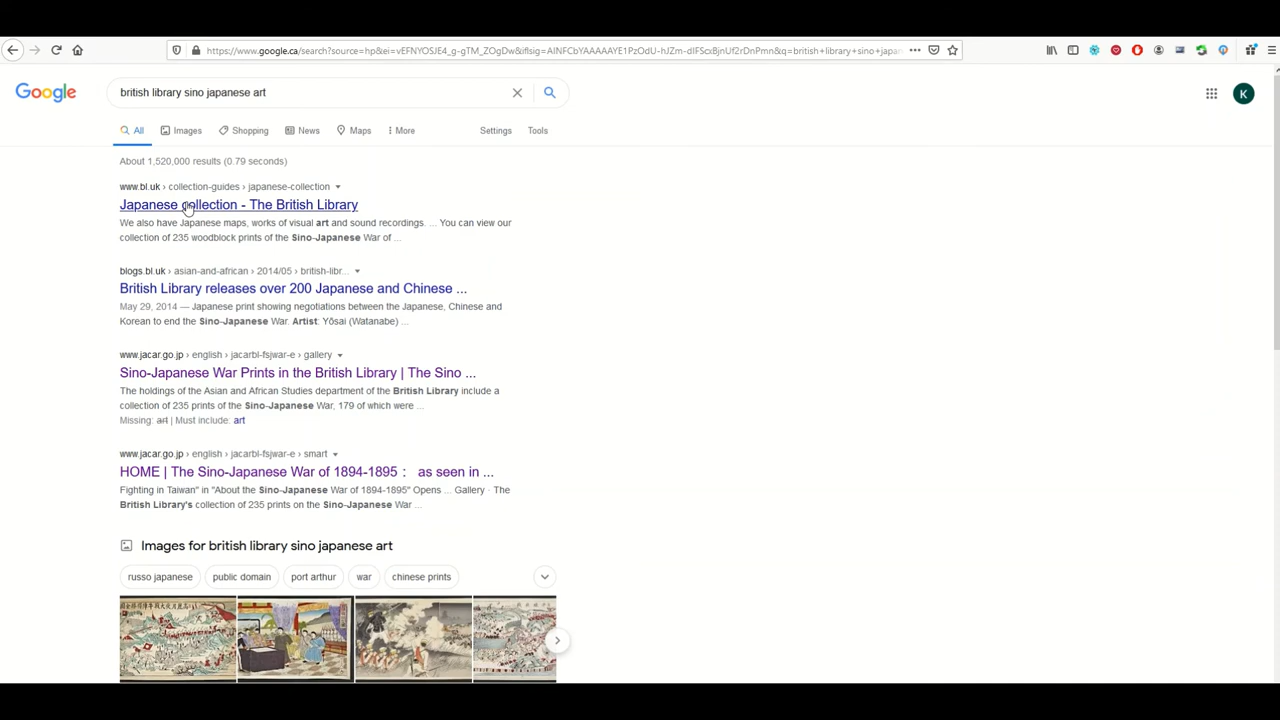 https://www.google.ca/search?source=hp&ei=vEFNYOSJE4_g-gTM_ZOgDw&iflsig=AINFCbYAAAAAYE1PzOdU-hJZm-dIFScxBjnUf2rDnPmn&q=british+library+sino+japan
Google
british library sino japanese art
K
All Images Shopping News Maps More Settings Tools
About 1,520,000 results (0.79 seconds)
www.bl.uk › collection-guides › japanese-collection
Japanese collection - The British Library
We also have Japanese maps, works of visual art and sound recordings. ... You can view our
collection of 235 woodblock prints of the Sino-Japanese War of ...
blogs.bl.uk › asian-and-african › 2014/05 › british-libr...
British Library releases over 200 Japanese and Chinese ...
May 29, 2014 — Japanese print showing negotiations between the Japanese, Chinese and
Korean to end the Sino-Japanese War. Artist: Yōsai (Watanabe) ...
www.jacar.go.jp › english › jacarbl-fsjwar-e › gallery
Sino-Japanese War Prints in the British Library | The Sino ...
The holdings of the Asian and African Studies department of the British Library include a
collection of 235 prints of the Sino-Japanese War, 179 of which were ...
Missing: art | Must include: art
www.jacar.go.jp › english › jacarbl-fsjwar-e › smart
HOME | The Sino-Japanese War of 1894-1895： as seen in ...
Fighting in Taiwan" in "About the Sino-Japanese War of 1894-1895" Opens ... Gallery · The
British Library's collection of 235 prints on the Sino-Japanese War ...
Images for british library sino japanese art
russo japanese public domain port arthur war chinese prints